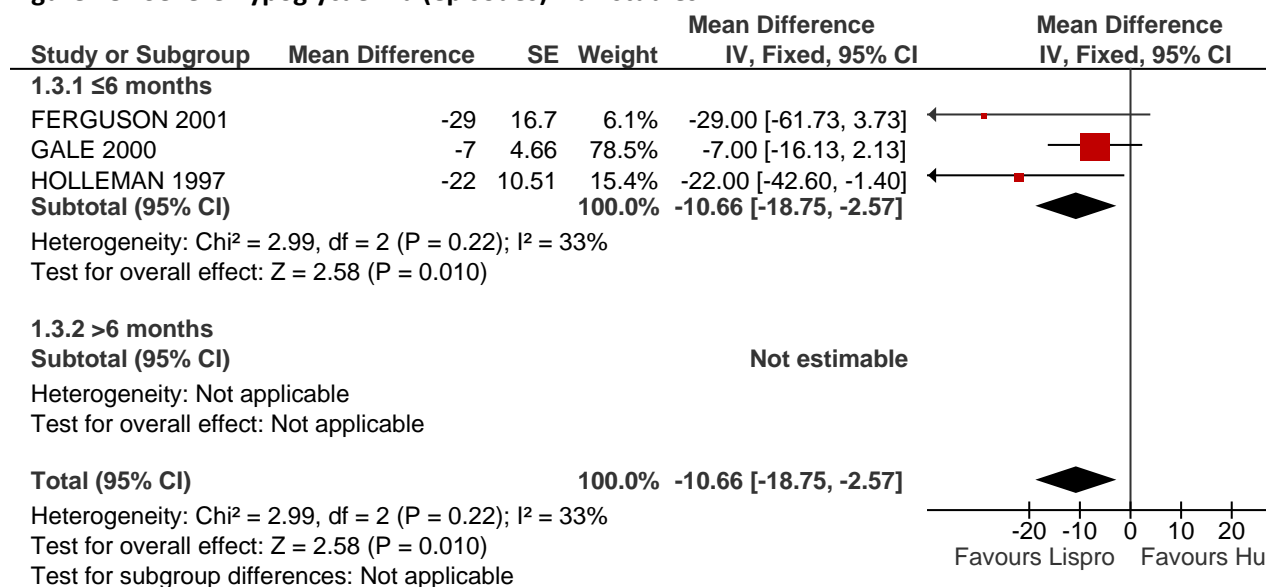 Mean Difference Mean Difference
Study or Subgroup Mean Difference SE Weight IV, Fixed, 95% CI IV, Fixed, 95% CI
1.3.1 ≤6 months
FERGUSON 2001 -29 16.7 6.1% -29.00 [-61.73, 3.73]
GALE 2000 -7 4.66 78.5% -7.00 [-16.13, 2.13]
HOLLEMAN 1997 -22 10.51 15.4% -22.00 [-42.60, -1.40]
Subtotal (95% CI) 100.0% -10.66 [-18.75, -2.57]
Heterogeneity: Chi² = 2.99, df = 2 (P = 0.22); I² = 33%
Test for overall effect: Z = 2.58 (P = 0.010)
1.3.2 >6 months
Subtotal (95% CI) Not estimable
Heterogeneity: Not applicable
Test for overall effect: Not applicable
Total (95% CI) 100.0% -10.66 [-18.75, -2.57]
Heterogeneity: Chi² = 2.99, df = 2 (P = 0.22); I² = 33%
Test for overall effect: Z = 2.58 (P = 0.010)
Test for subgroup differences: Not applicable
-20 -10 0 10 20
Favours Lispro Favours Hu